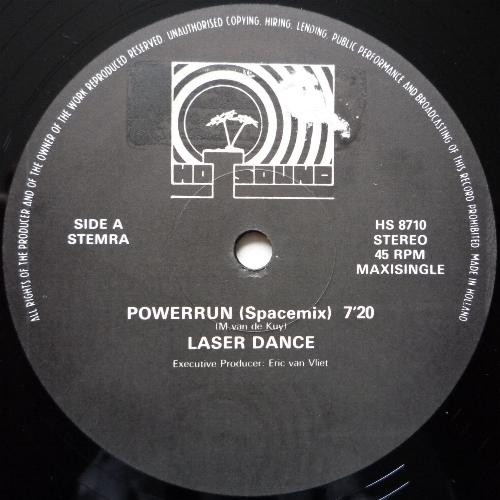 ALL RIGHTS OF THE PRODUCER AND OF THE OWNER OF THE WORK REPRODUCED RESERVED. UNAUTHORISED COPYING, HIRING, LENDING, PUBLIC PERFORMANCE AND BROADCASTING OF THIS RECORD PROHIBITED. MADE IN HOLLAND
HOTSOUND
SIDE A
STEMRA
HS 8710
STEREO
45 RPM
MAXISINGLE
POWERRUN (Spacemix) 7'20
(M van de Kuy)
LASER DANCE
Executive Producer: Eric van Vliet